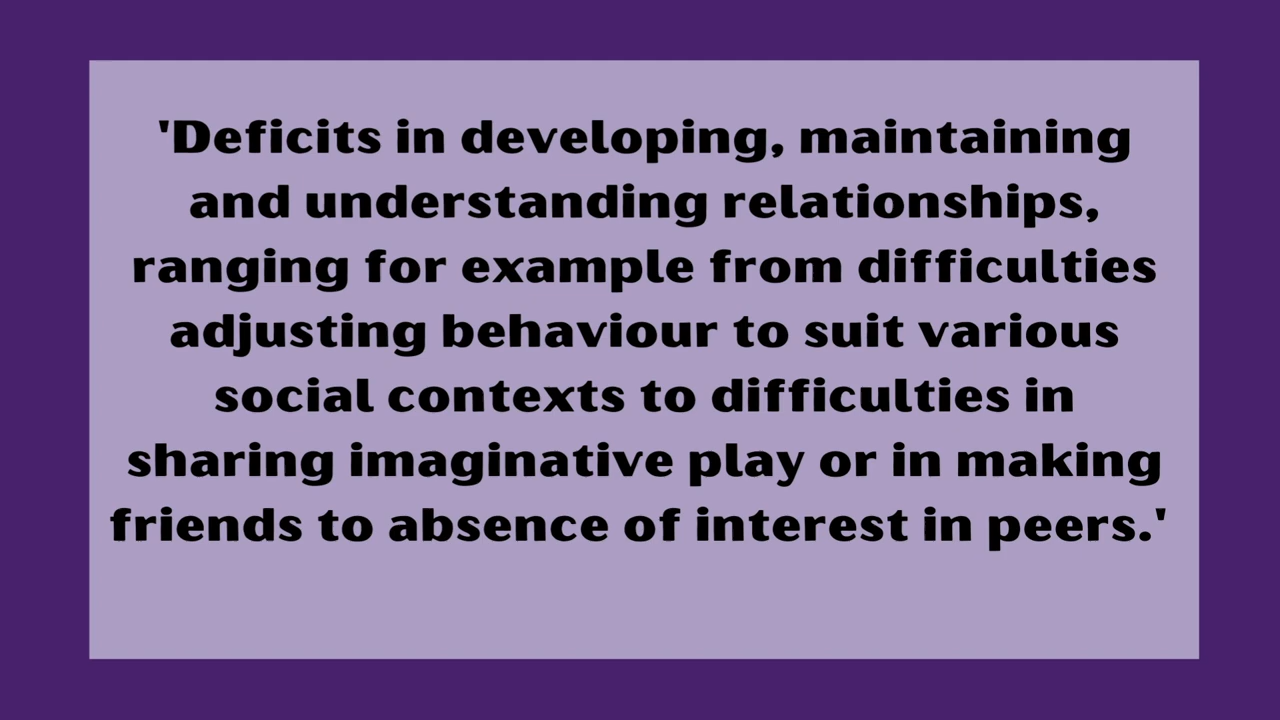 'Deficits in developing, maintaining
and understanding relationships,
ranging for example from difficulties
adjusting behaviour to suit various
social contexts to difficulties in
sharing imaginative play or in making
friends to absence of interest in peers.'